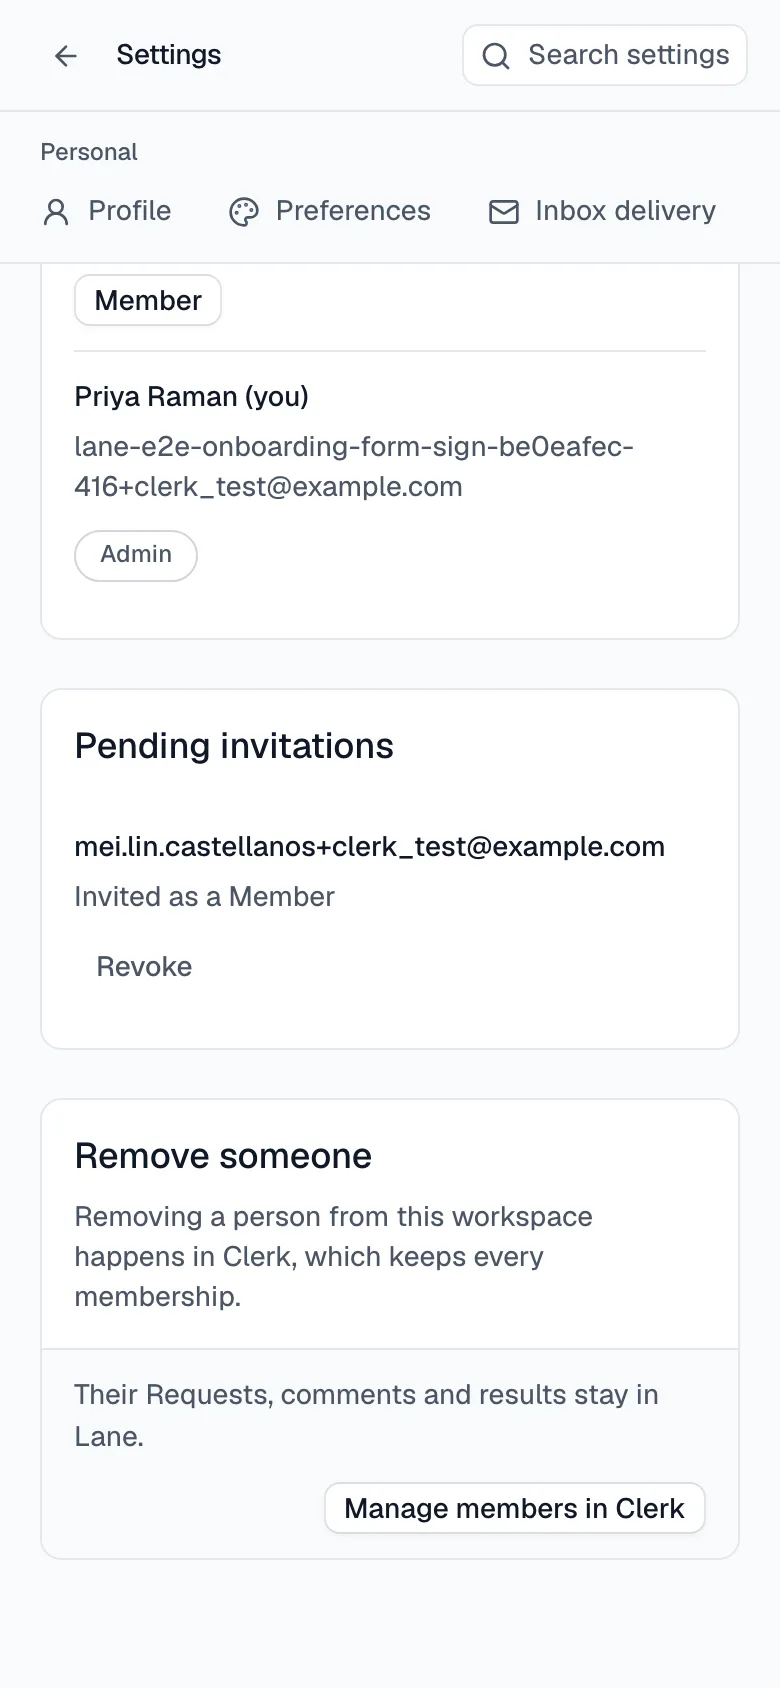 Settings
Search settings
Personal
Profile
Preferences
Inbox delivery
Member
Priya Raman (you)
lane-e2e-onboarding-form-sign-be0eafec-
416+clerk_test@example.com
Admin
Pending invitations
mei.lin.castellanos+clerk_test@example.com
Invited as a Member
Revoke
Remove someone
Removing a person from this workspace
happens in Clerk, which keeps every
membership.
Their Requests, comments and results stay in
Lane.
Manage members in Clerk